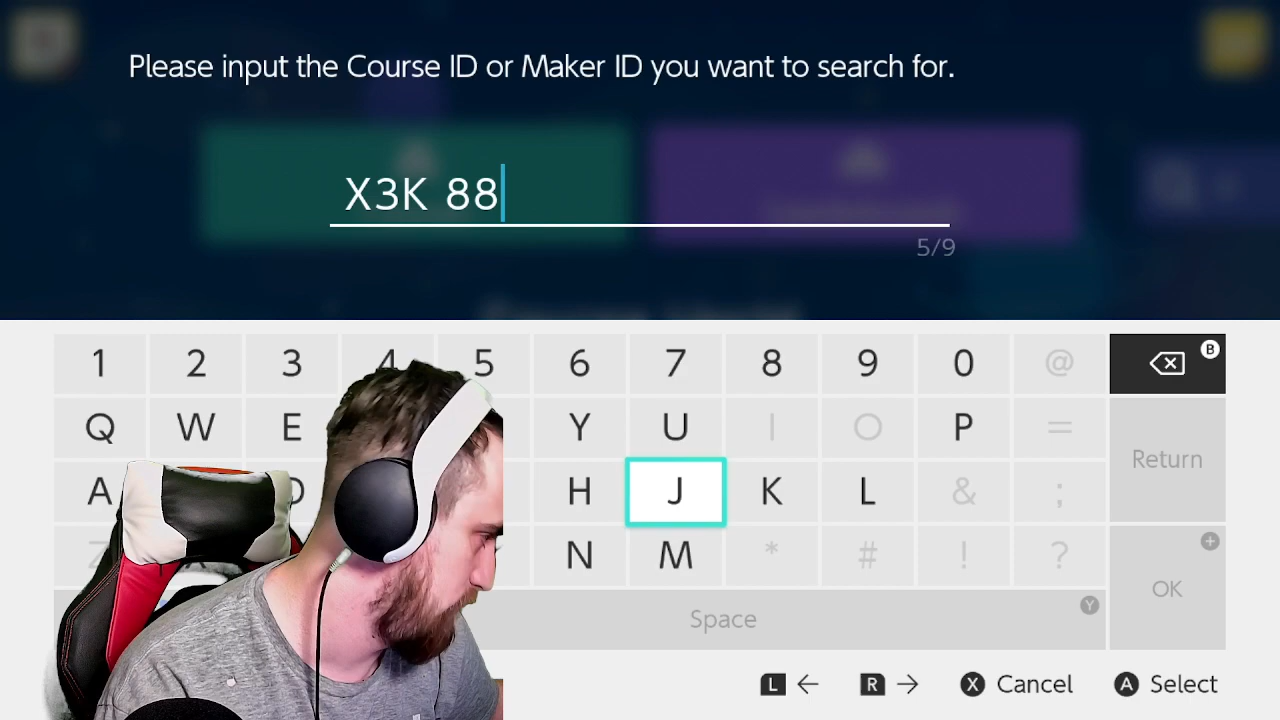 Please input the Course ID or Maker ID you want to search for.
X3K 88
5/9
1 2 3 4 5 6 7 8 9 0 @
B
Q W E Y U I O P =
Return
A D H J K L & ;
Z N M * # ! ?
+
OK
Space
Y
L ← R → X Cancel A Select